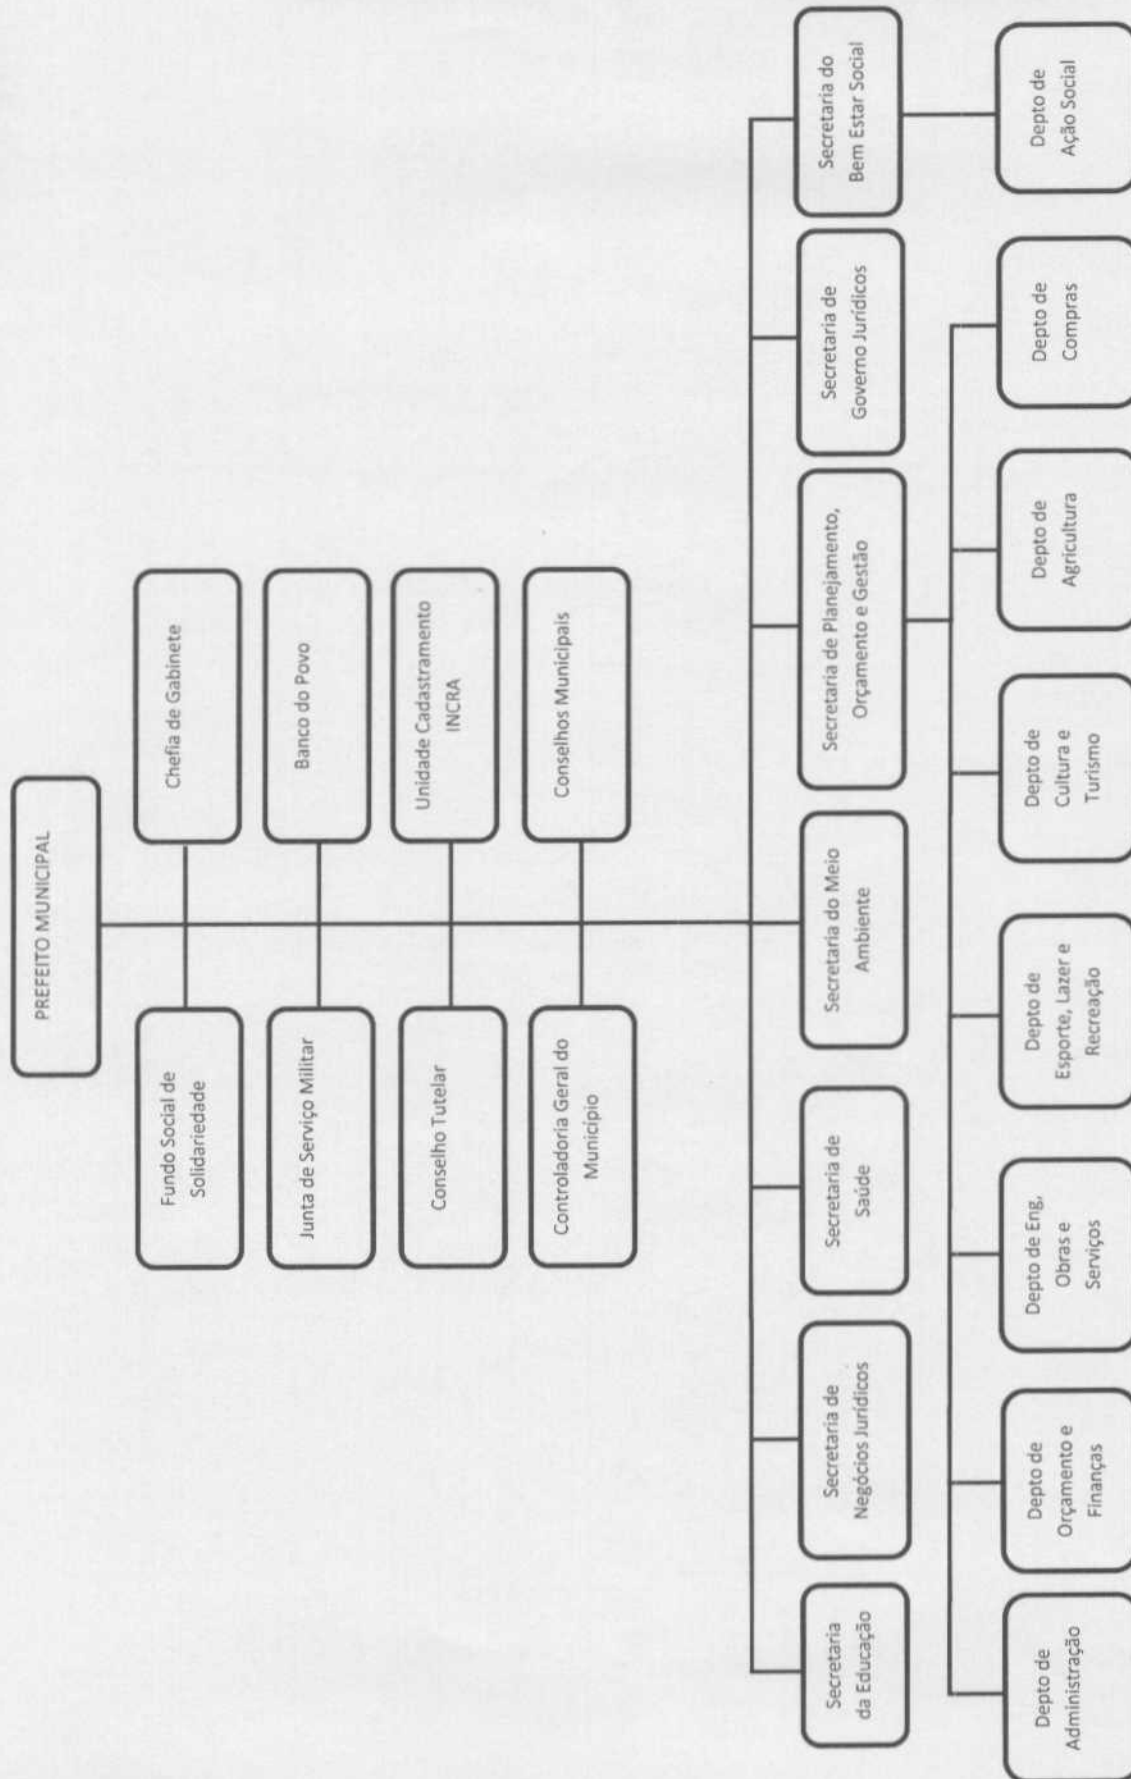 PREFEITO MUNICIPAL
Fundo Social de
Solidariedade
Chefia de Gabinete
Junta de Serviço Militar
Banco do Povo
Conselho Tutelar
Unidade Cadastramento
INCRA
Controladoria Geral do
Município
Conselhos Municipais
Secretaria
da Educação
Secretaria de
Negócios Jurídicos
Secretaria de
Saúde
Secretaria do Meio
Ambiente
Secretaria de Planejamento,
Orçamento e Gestão
Secretaria de
Governo Jurídicos
Secretaria do
Bem Estar Social
Depto de
Administração
Depto de
Orçamento e
Finanças
Depto de Eng,
Obras e
Serviços
Depto de
Esporte, Lazer e
Recreação
Depto de
Cultura e
Turismo
Depto de
Agricultura
Depto de
Compras
Depto de
Ação Social